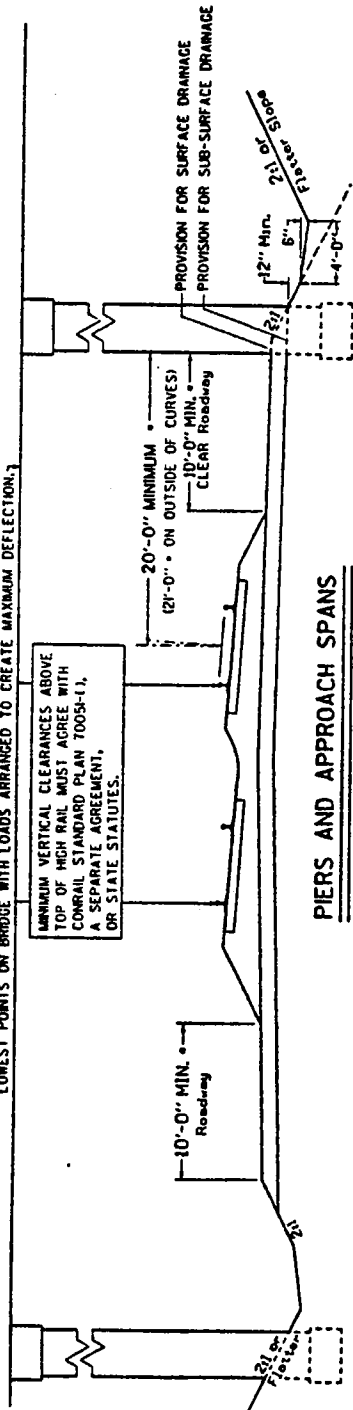 LOWEST POINTS ON BRIDGE WITH LOADS ARRANGED TO CREATE MAXIMUM DEFLECTION.
MINIMUM VERTICAL CLEARANCES ABOVE
TOP OF HIGH RAIL MUST AGREE WITH
CONRAIL STANDARD PLAN 70051-( ),
A SEPARATE AGREEMENT,
OR STATE STATUTES.
20'-0" MINIMUM *
(21'-0" * ON OUTSIDE OF CURVES)
10'-0" MIN. *
CLEAR Roadway
10'-0" MIN. *
Roadway
PROVISION FOR SURFACE DRAINAGE
PROVISION FOR SUB-SURFACE DRAINAGE
12" Min.
6"
4'-0"
2:1 or
Flatter Slope
2:1
2:1 or
Flatter
PIERS AND APPROACH SPANS